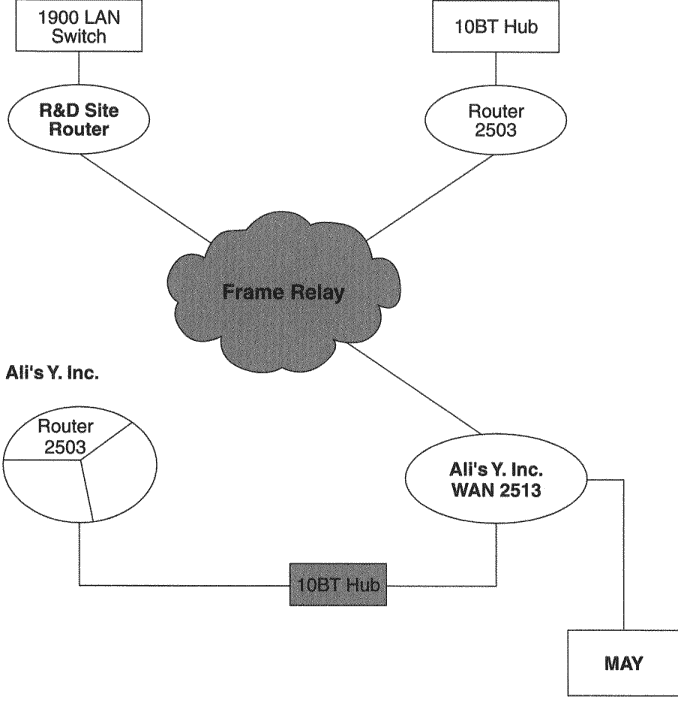 1900 LAN
Switch
10BT Hub
R&D Site
Router
Router
2503
Frame Relay
Ali's Y. Inc.
Router
2503
Ali's Y. Inc.
WAN 2513
10BT Hub
MAY